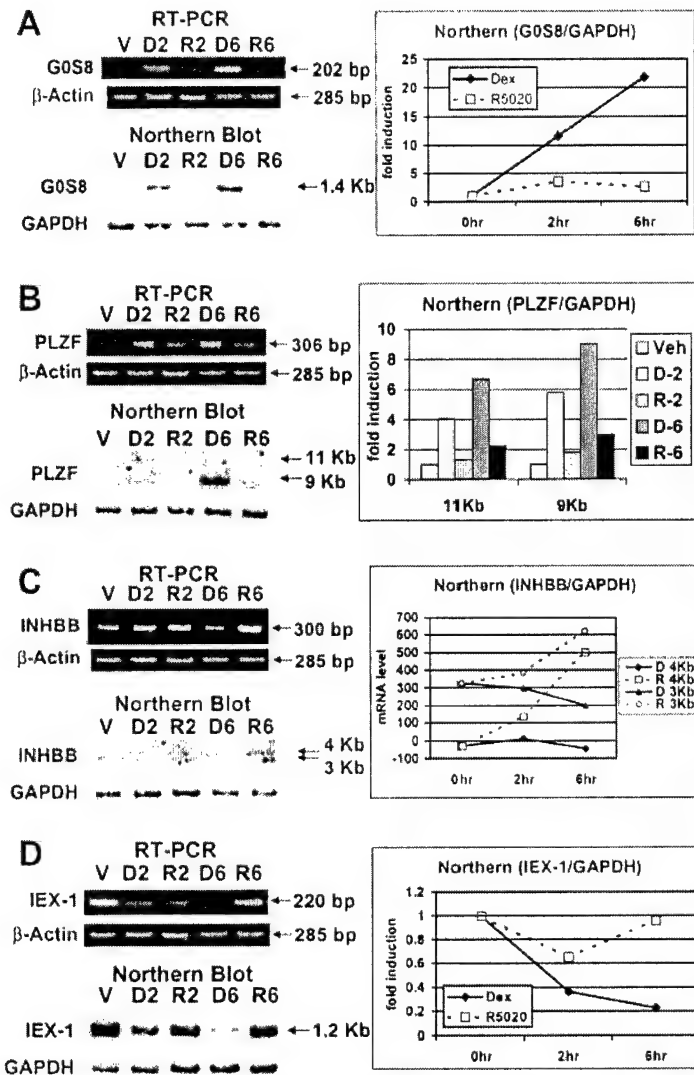 A
RT-PCR
V D2 R2 D6 R6
G0S8
202 bp
β-Actin
285 bp
Northern Blot
V D2 R2 D6 R6
G0S8
1.4 Kb
GAPDH
Northern (G0S8/GAPDH)
fold induction
25
20
15
10
5
0
Dex
R5020
0hr 2hr 6hr
B
RT-PCR
V D2 R2 D6 R6
PLZF
306 bp
β-Actin
285 bp
Northern Blot
V D2 R2 D6 R6
PLZF
11 Kb
9 Kb
GAPDH
Northern (PLZF/GAPDH)
fold induction
10
8
6
4
2
0
11Kb 9Kb
Veh
D-2
R-2
D-6
R-6
C
RT-PCR
V D2 R2 D6 R6
INHBB
300 bp
β-Actin
285 bp
Northern Blot
V D2 R2 D6 R6
INHBB
4 Kb
3 Kb
GAPDH
Northern (INHBB/GAPDH)
mRNA level
700
600
500
400
300
200
100
0
-100
0hr 2hr 6hr
D 4Kb
R 4Kb
D 3Kb
R 3Kb
D
RT-PCR
V D2 R2 D6 R6
IEX-1
220 bp
β-Actin
285 bp
Northern Blot
V D2 R2 D6 R6
IEX-1
1.2 Kb
GAPDH
Northern (IEX-1/GAPDH)
fold induction
1.2
1
0.8
0.6
0.4
0.2
0
Dex
R5020
0hr 2hr 6hr